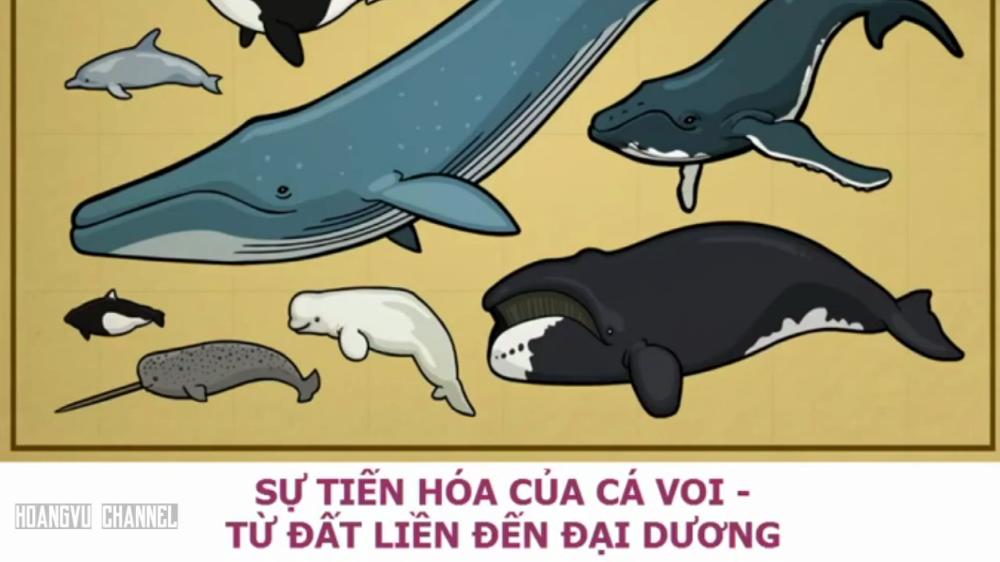 SỰ TIẾN HÓA CỦA CÁ VOI -
TỪ ĐẤT LIỀN ĐẾN ĐẠI DƯƠNG
HOANGVU CHANNEL